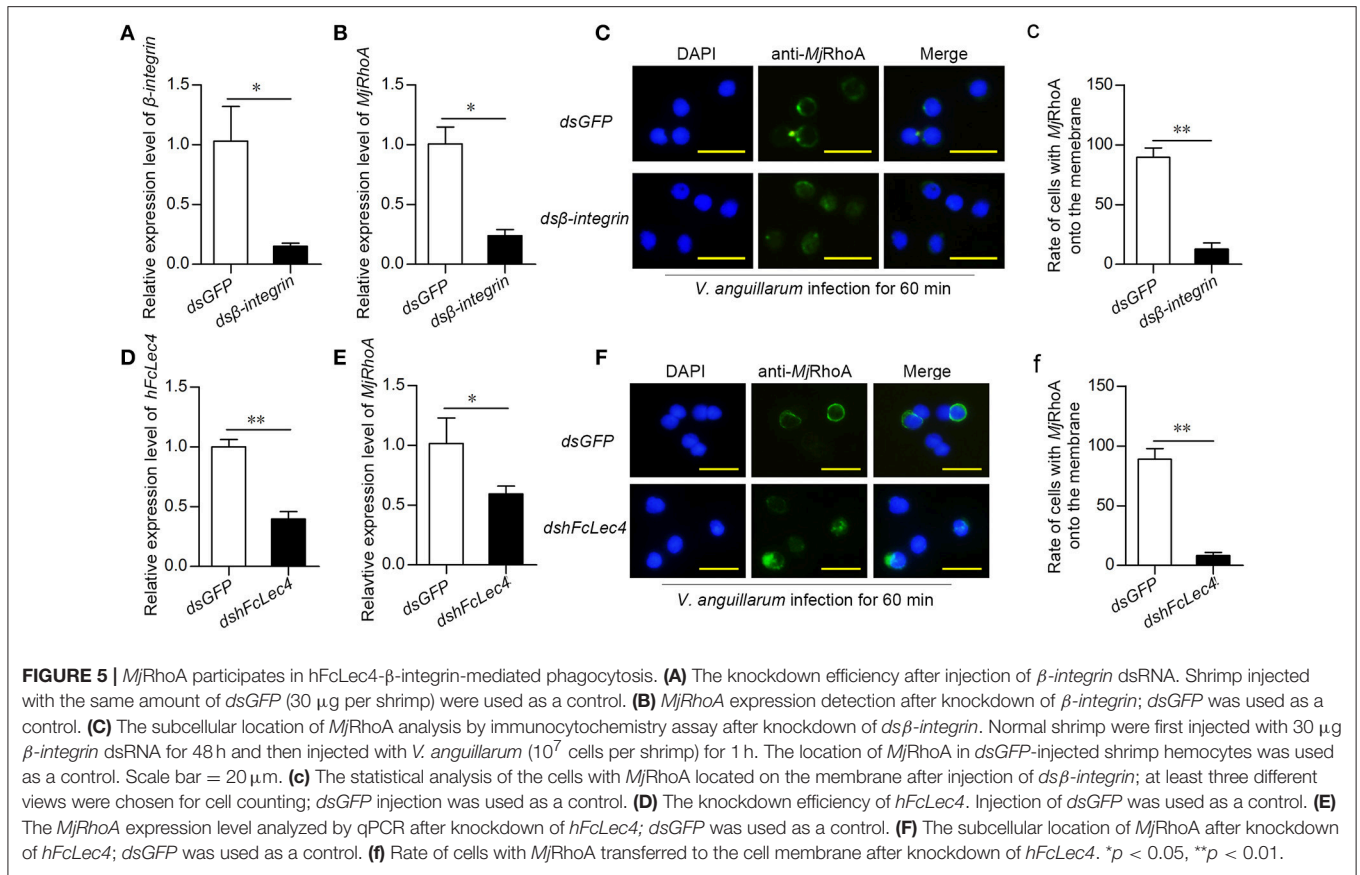 A
Relative expression level of β-integrin
1.5
1.0
0.5
0.0
*
dsGFP
dsβ-integrin
B
Relative expression level of MjRhoA
1.5
1.0
0.5
0.0
*
dsGFP
dsβ-integrin
C
DAPI
anti-MjRhoA
Merge
dsGFP
dsβ-integrin
V. anguillarum infection for 60 min
c
Rate of cells with MjRhoA
onto the memebrane
150
100
50
0
**
dsGFP
dsβ-integrin
D
Relative expression level of hFcLec4
1.5
1.0
0.5
0.0
**
dsGFP
dshFcLec4
E
Relavtive expression level of MjRhoA
1.5
1.0
0.5
0.0
*
dsGFP
dshFcLec4
F
DAPI
anti-MjRhoA
Merge
dsGFP
dshFcLec4
V. anguillarum infection for 60 min
f
Rate of cells with MjRhoA
onto the membrane
150
100
50
0
**
dsGFP
dshFcLec4!
FIGURE 5 | MjRhoA participates in hFcLec4-β-integrin-mediated phagocytosis. (A) The knockdown efficiency after injection of β-integrin dsRNA. Shrimp injected
with the same amount of dsGFP (30 μg per shrimp) were used as a control. (B) MjRhoA expression detection after knockdown of β-integrin; dsGFP was used as a
control. (C) The subcellular location of MjRhoA analysis by immunocytochemistry assay after knockdown of dsβ-integrin. Normal shrimp were first injected with 30 μg
β-integrin dsRNA for 48 h and then injected with V. anguillarum (10⁷ cells per shrimp) for 1 h. The location of MjRhoA in dsGFP-injected shrimp hemocytes was used
as a control. Scale bar = 20 μm. (c) The statistical analysis of the cells with MjRhoA located on the membrane after injection of dsβ-integrin; at least three different
views were chosen for cell counting; dsGFP injection was used as a control. (D) The knockdown efficiency of hFcLec4. Injection of dsGFP was used as a control. (E)
The MjRhoA expression level analyzed by qPCR after knockdown of hFcLec4; dsGFP was used as a control. (F) The subcellular location of MjRhoA after knockdown
of hFcLec4; dsGFP was used as a control. (f) Rate of cells with MjRhoA transferred to the cell membrane after knockdown of hFcLec4. *p < 0.05, **p < 0.01.